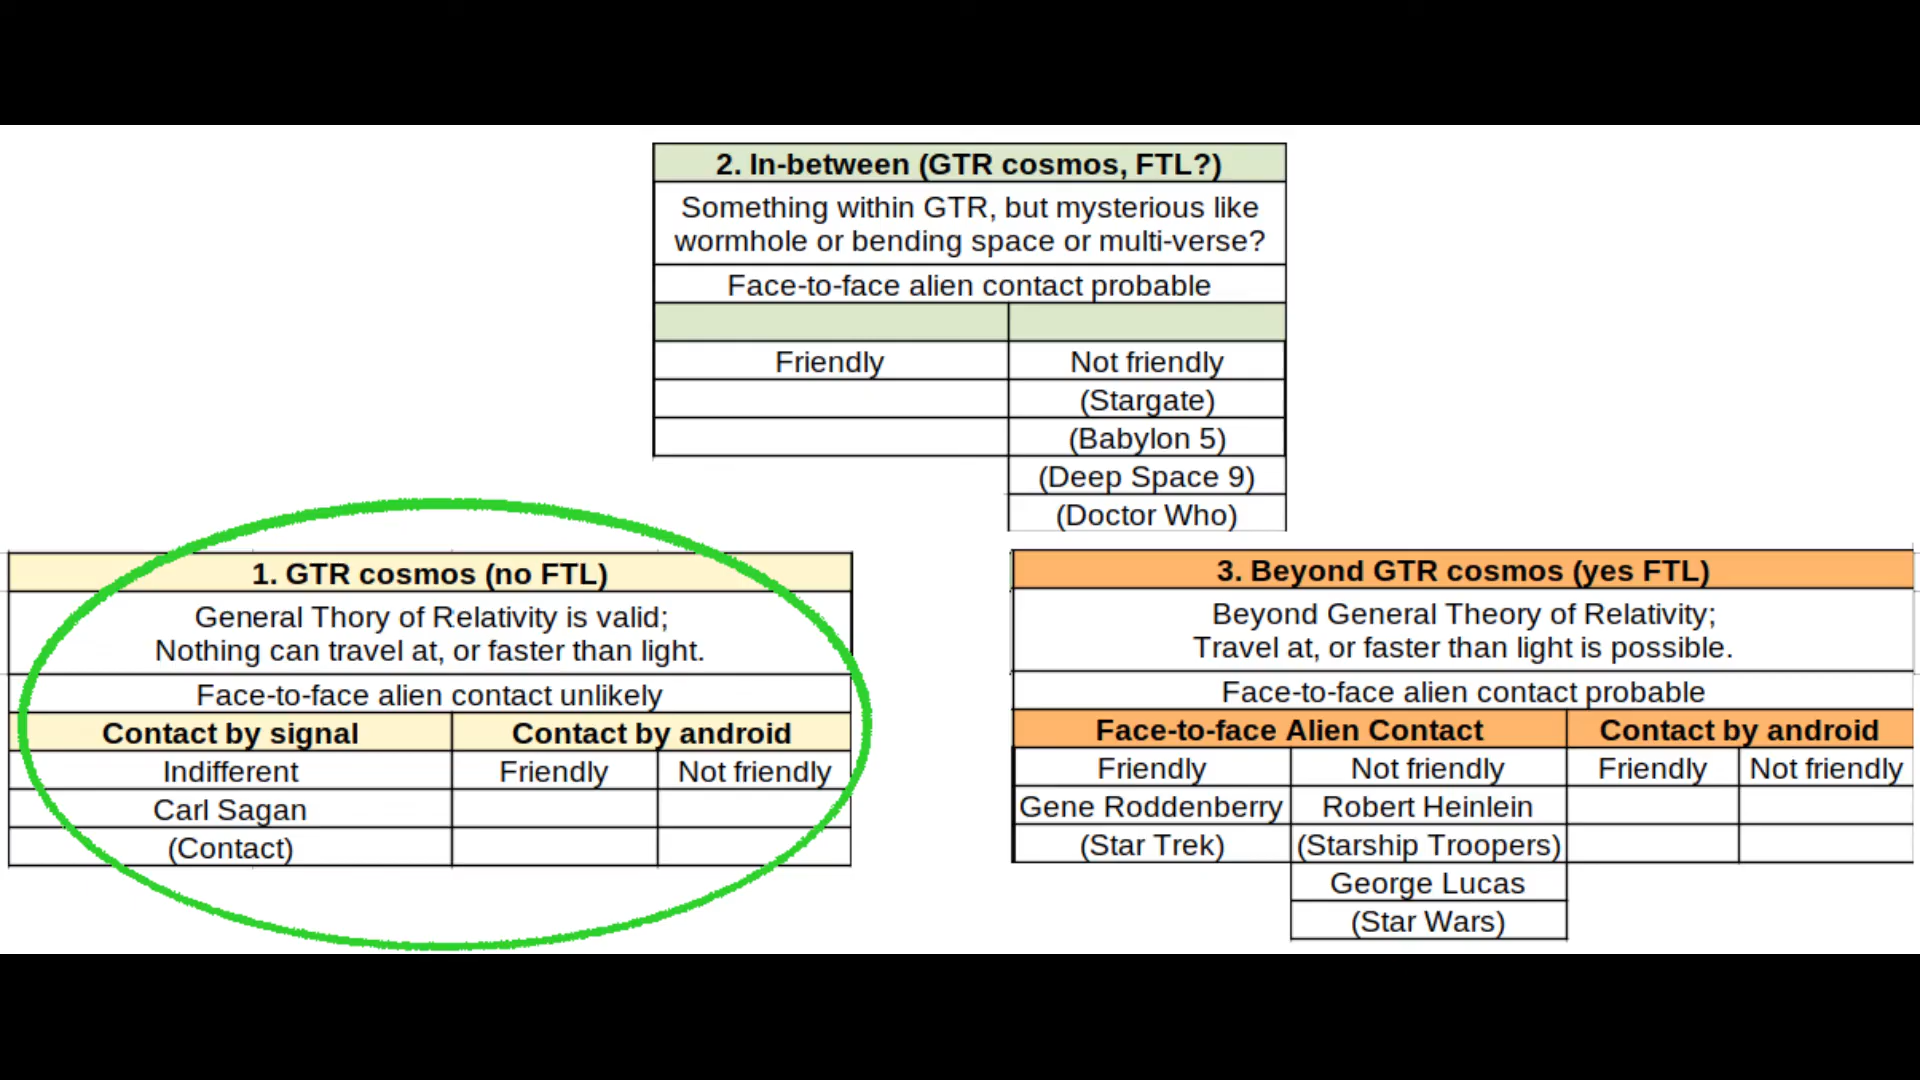 2. In-between (GTR cosmos, FTL?)
Something within GTR, but mysterious like
wormhole or bending space or multi-verse?
Face-to-face alien contact probable
Friendly Not friendly
(Stargate)
(Babylon 5)
(Deep Space 9)
(Doctor Who)
1. GTR cosmos (no FTL)
General Thory of Relativity is valid;
Nothing can travel at, or faster than light.
Face-to-face alien contact unlikely
Contact by signal Contact by android
Indifferent Friendly Not friendly
Carl Sagan
(Contact)
3. Beyond GTR cosmos (yes FTL)
Beyond General Theory of Relativity;
Travel at, or faster than light is possible.
Face-to-face alien contact probable
Face-to-face Alien Contact Contact by android
Friendly Not friendly Friendly Not friendly
Gene Roddenberry Robert Heinlein
(Star Trek) (Starship Troopers)
George Lucas
(Star Wars)